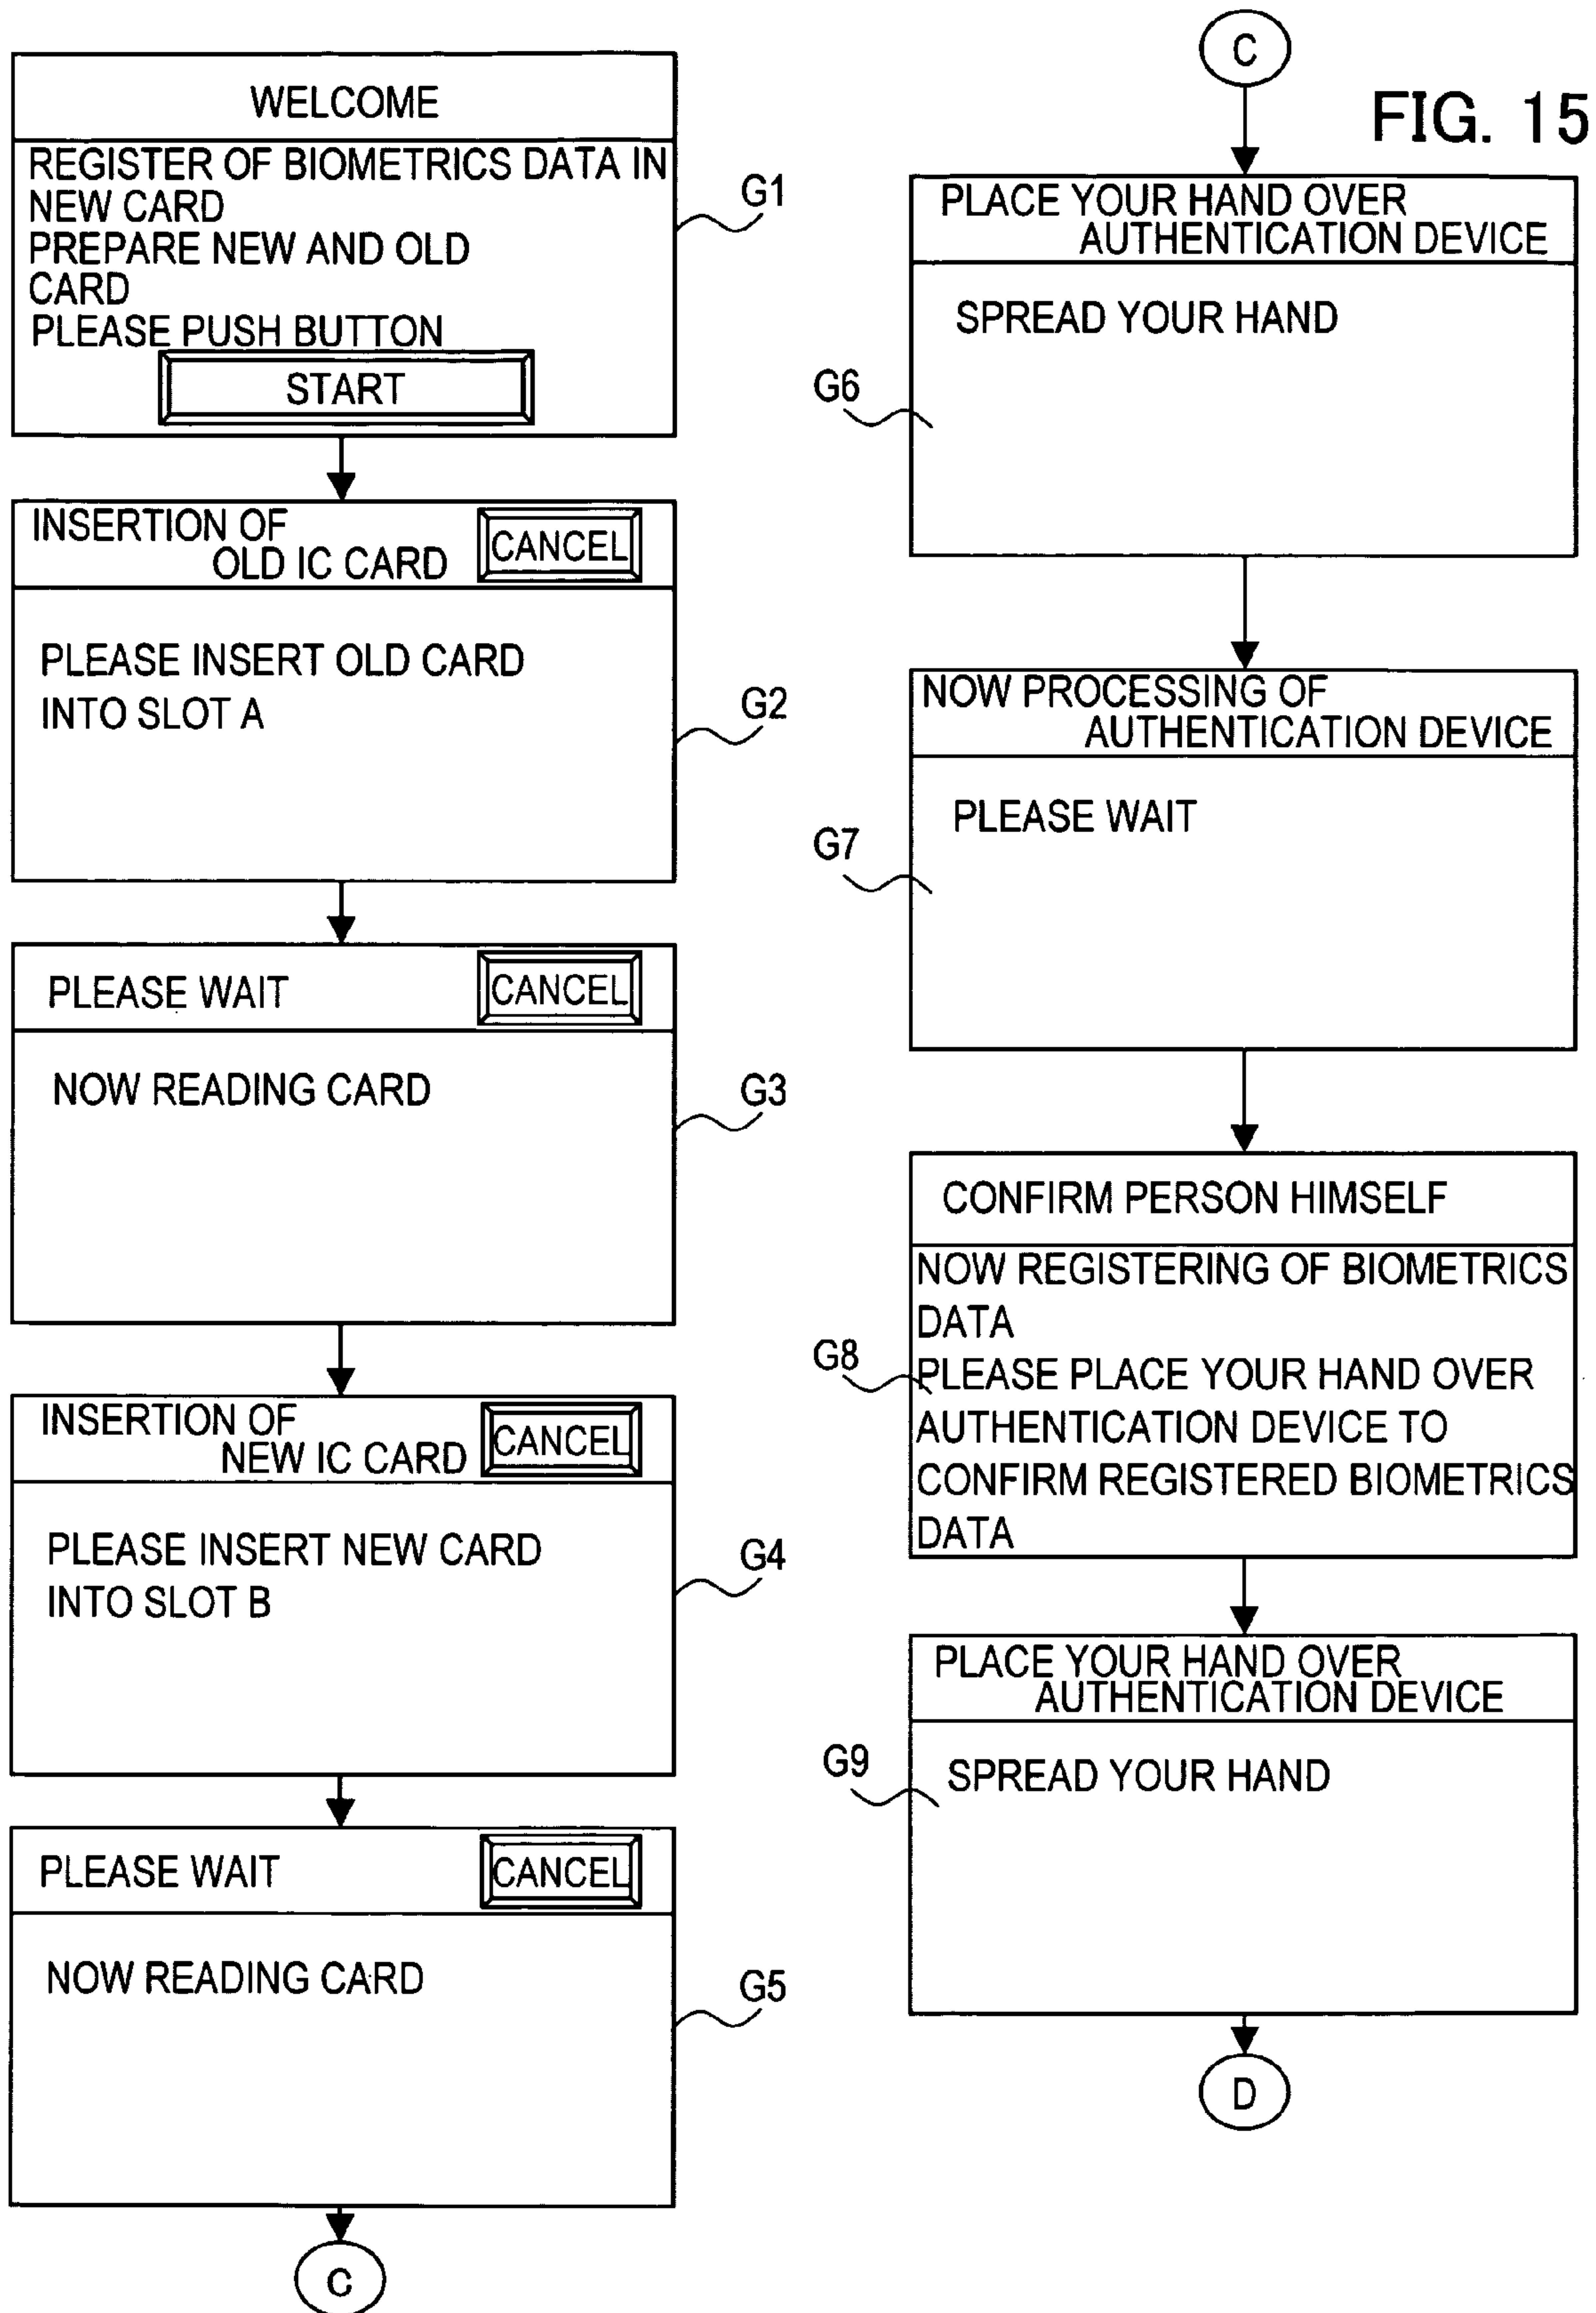 WELCOME
REGISTER OF BIOMETRICS DATA IN
NEW CARD
PREPARE NEW AND OLD
CARD
PLEASE PUSH BUTTON
START
G1
INSERTION OF
OLD IC CARD
CANCEL
PLEASE INSERT OLD CARD
INTO SLOT A
G2
PLEASE WAIT
CANCEL
NOW READING CARD
G3
INSERTION OF
NEW IC CARD
CANCEL
PLEASE INSERT NEW CARD
INTO SLOT B
G4
PLEASE WAIT
CANCEL
NOW READING CARD
G5
C
C
FIG. 15
PLACE YOUR HAND OVER
AUTHENTICATION DEVICE
SPREAD YOUR HAND
G6
NOW PROCESSING OF
AUTHENTICATION DEVICE
PLEASE WAIT
G7
CONFIRM PERSON HIMSELF
NOW REGISTERING OF BIOMETRICS
DATA
PLEASE PLACE YOUR HAND OVER
AUTHENTICATION DEVICE TO
CONFIRM REGISTERED BIOMETRICS
DATA
G8
PLACE YOUR HAND OVER
AUTHENTICATION DEVICE
SPREAD YOUR HAND
G9
D